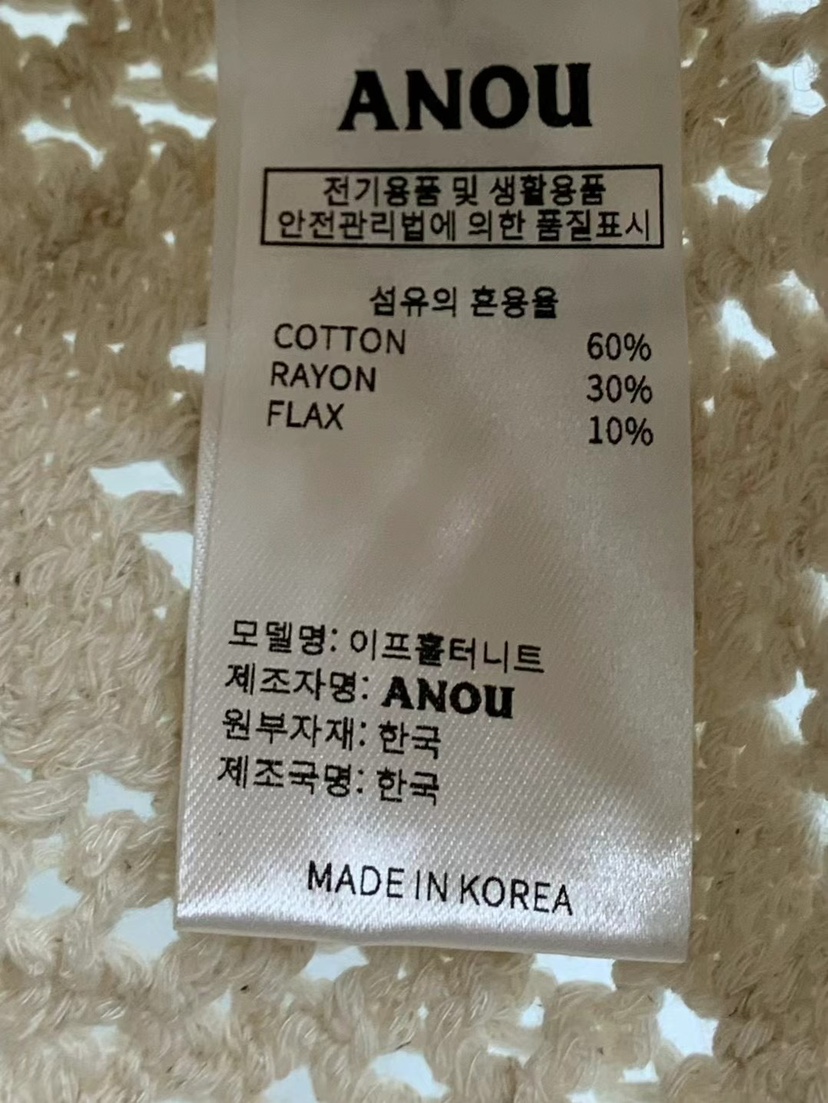 ANOU
전기용품 및 생활용품
안전관리법에 의한 품질표시
섬유의 혼용율
COTTON 60%
RAYON 30%
FLAX 10%
모델명: 이프홀터니트
제조자명: ANOU
원부자재: 한국
제조국명: 한국
MADE IN KOREA